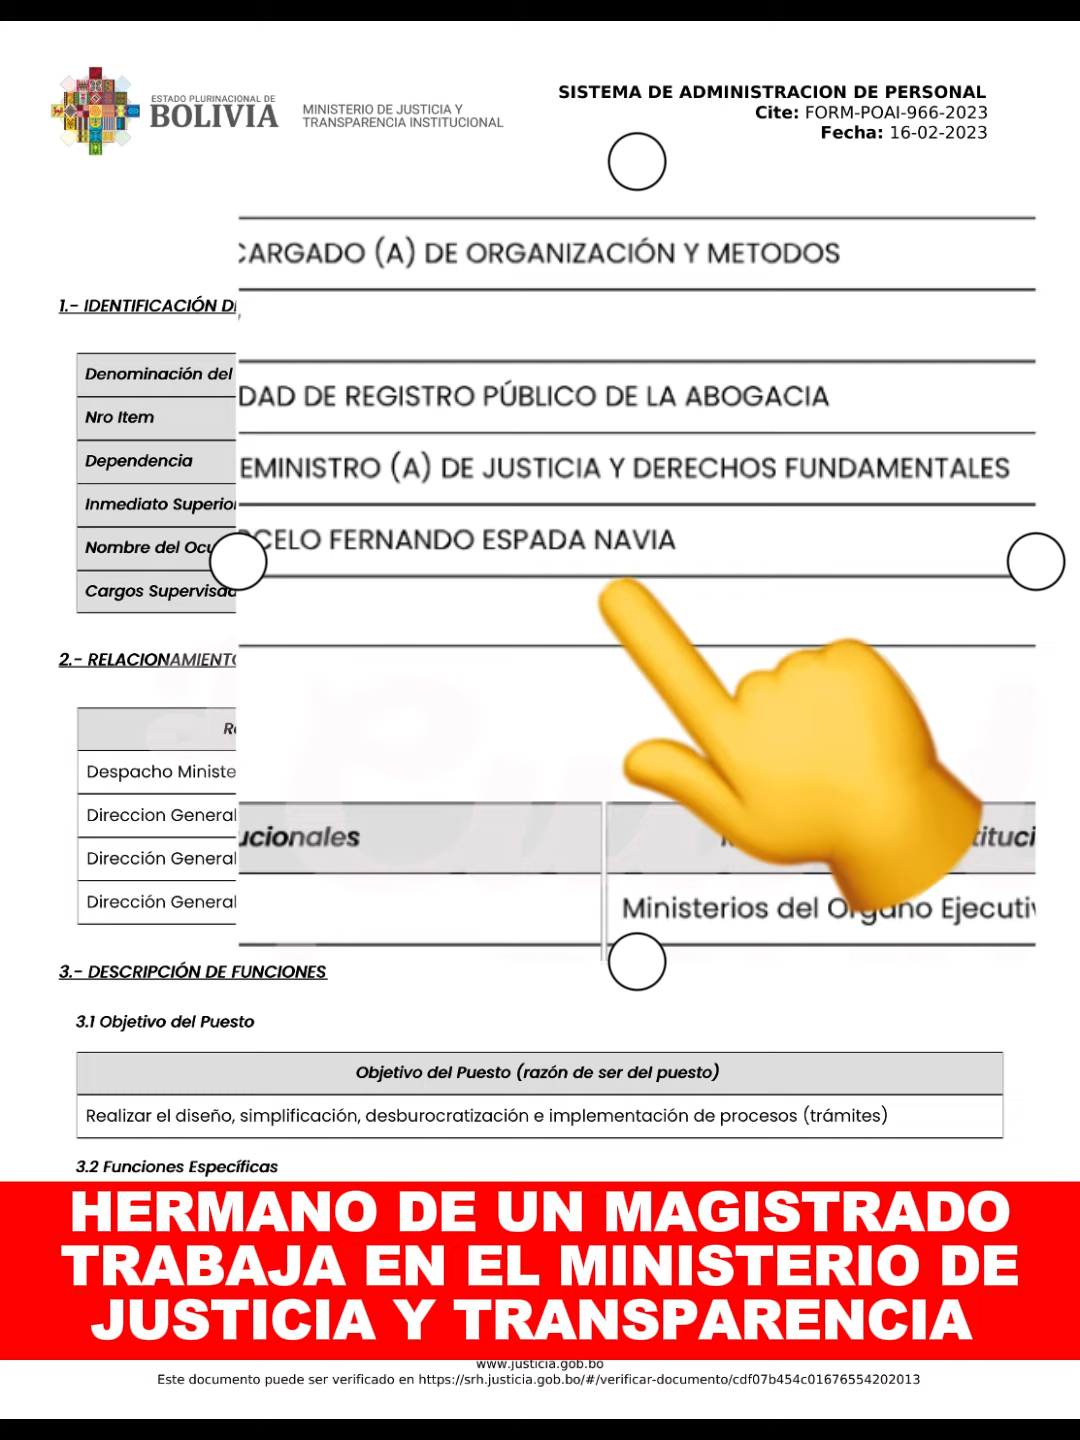 ESTADO PLURINACIONAL DE
BOLIVIA
MINISTERIO DE JUSTICIA Y
TRANSPARENCIA INSTITUCIONAL
SISTEMA DE ADMINISTRACION DE PERSONAL
Cite: FORM-POAI-966-2023
Fecha: 16-02-2023
CARGADO (A) DE ORGANIZACIÓN Y METODOS
1.- IDENTIFICACIÓN
Denominación del
Nro Item
DAD DE REGISTRO PÚBLICO DE LA ABOGACIA
Dependencia
EMINISTRO (A) DE JUSTICIA Y DERECHOS FUNDAMENTALES
Inmediato Superior
CELO FERNANDO ESPADA NAVIA
Nombre del Ocu
Cargos Supervisad
2.- RELACIONAMIENTO
Despacho Ministe
Direccion General
ucionales
Dirección General
Dirección General
Ministerios del Órgano Ejecutiv
3.- DESCRIPCIÓN DE FUNCIONES
3.1 Objetivo del Puesto
Objetivo del Puesto (razón de ser del puesto)
Realizar el diseño, simplificación, desburocratización e implementación de procesos (trámites)
3.2 Funciones Específicas
HERMANO DE UN MAGISTRADO
TRABAJA EN EL MINISTERIO DE
JUSTICIA Y TRANSPARENCIA
www.justicia.gob.bo
Este documento puede ser verificado en https://srh.justicia.gob.bo/#/verificar-documento/cdf07b454c01676554202013